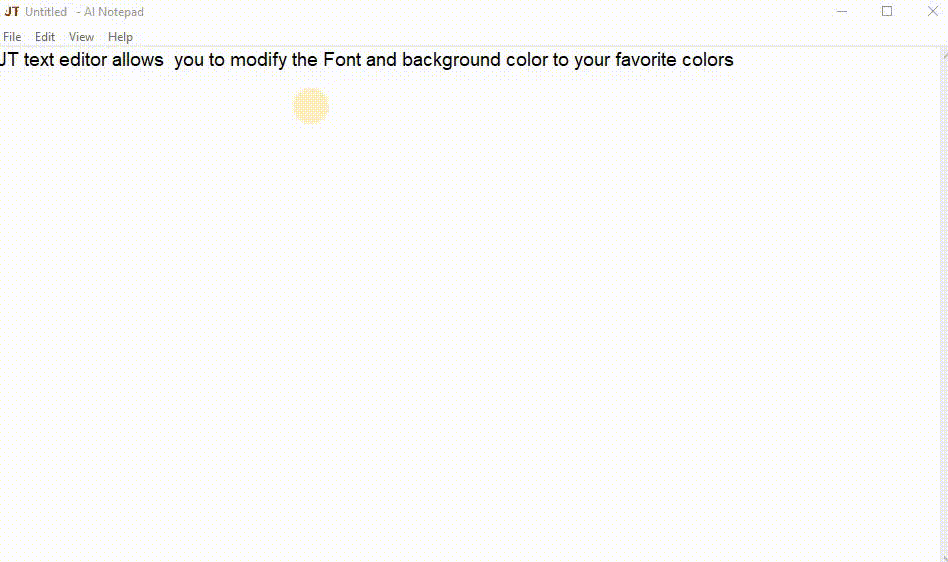 JT Untitled - AI Notepad
File Edit View Help
JT text editor allows  you to modify the Font and background color to your favorite colors